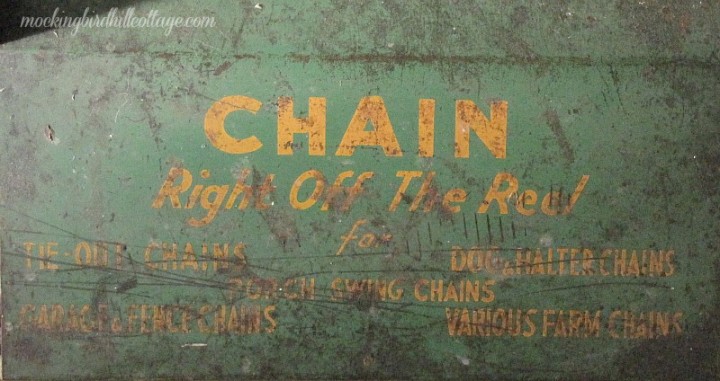 mockingbirdhillcottage.com
CHAIN
Right Off The Reel
for
TIE-OUT CHAINS
DOG & HALTER CHAINS
PORCH SWING CHAINS
GARAGE & FENCE CHAINS
VARIOUS FARM CHAINS